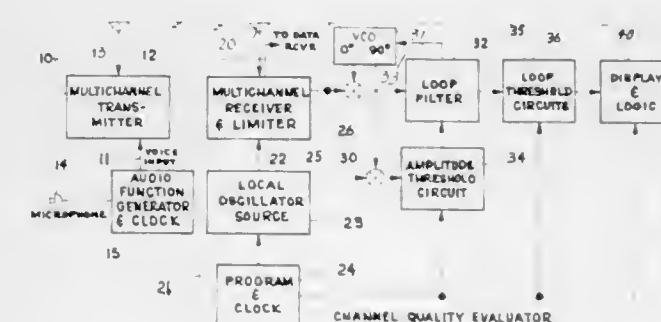 TO DATA
RCVR
VCO
0° 90°
31
10
13
12
20
33
32
35
36
40
MULTICHANNEL
TRANS-
MITTER
MULTICHANNEL
RECEIVER
& LIMITER
LOOP
FILTER
LOOP
THRESHOLD
CIRCUITS
DISPLAY
&
LOGIC
26
14
11
VOICE
INPUT
22
25
30
34
MICROPHONE
AUDIO
FUNCTION
GENERATOR
& CLOCK
LOCAL
OSCILLATOR
SOURCE
AMPLITUDE
THRESHOLD
CIRCUIT
23
15
21
24
PROGRAM
&
CLOCK
CHANNEL QUALITY EVALUATOR